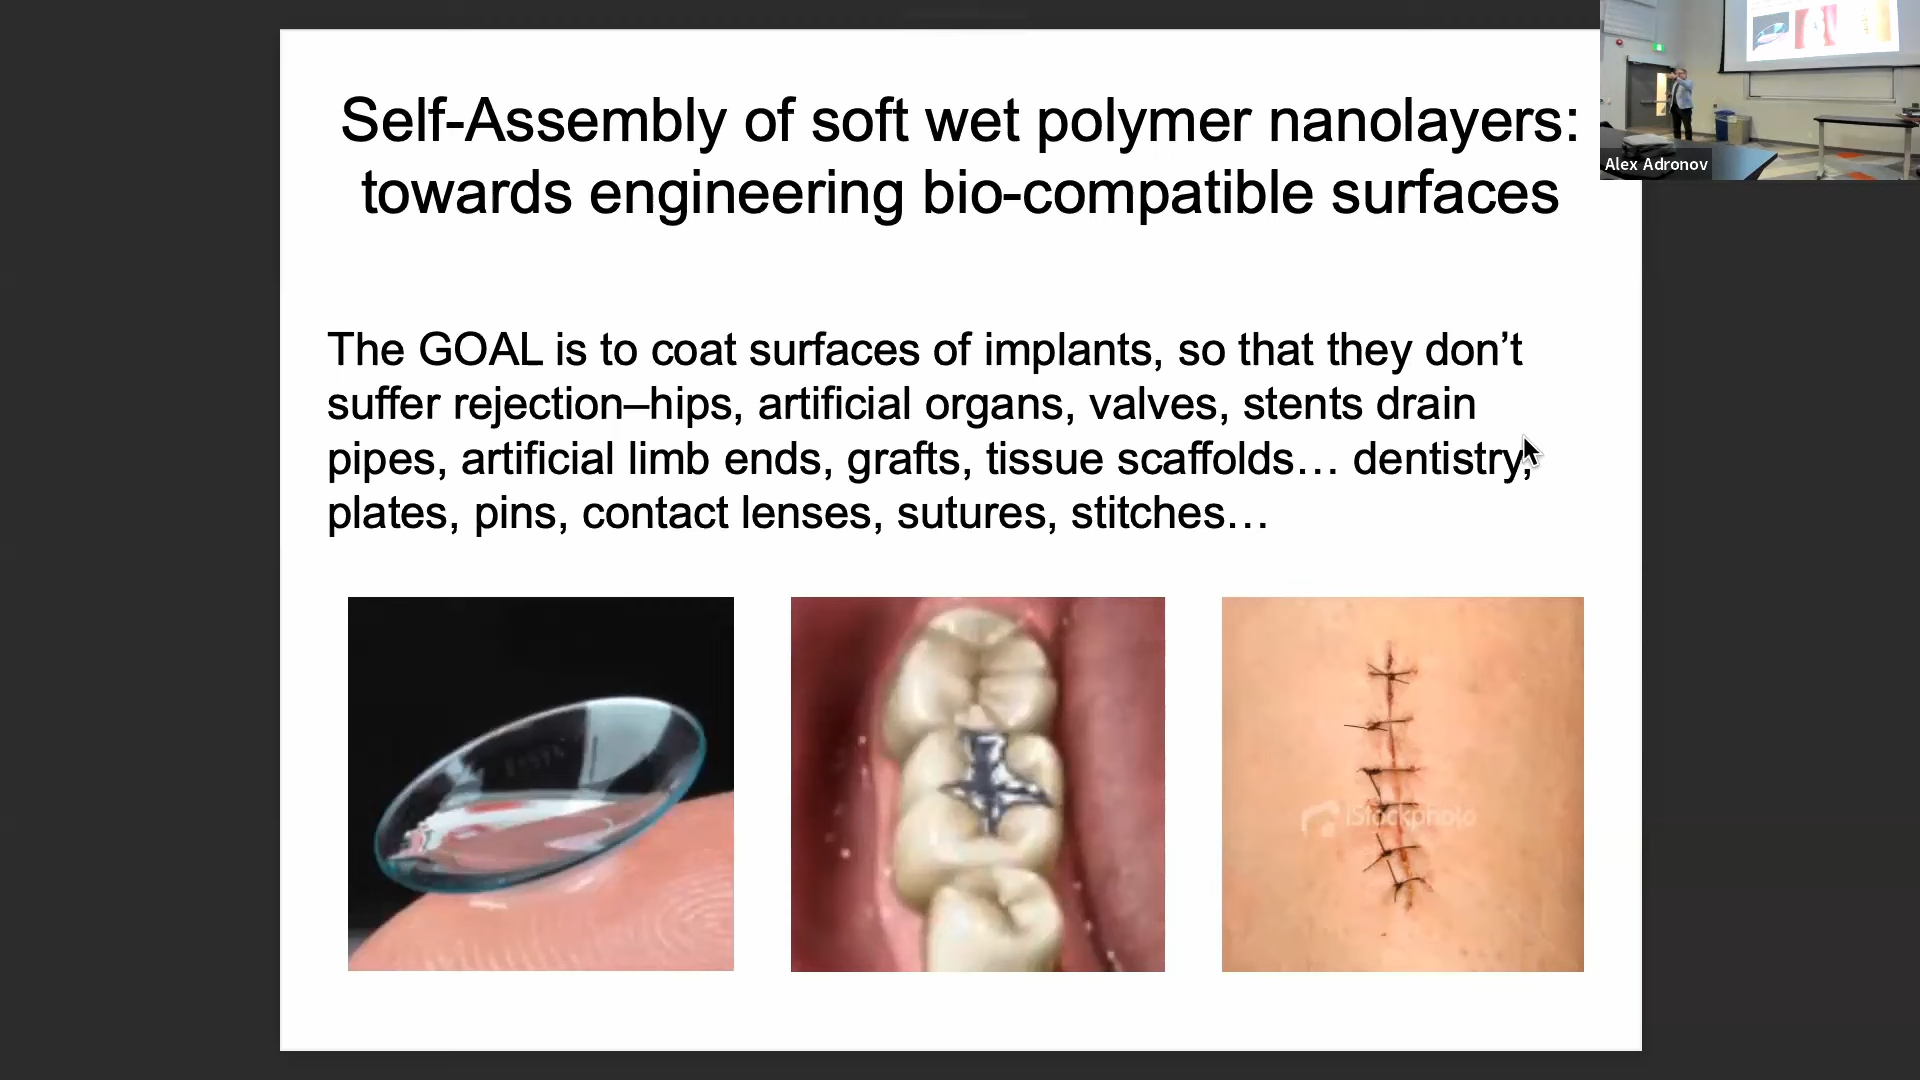 Self-Assembly of soft wet polymer nanolayers:
towards engineering bio-compatible surfaces
Alex Adronov
The GOAL is to coat surfaces of implants, so that they don’t
suffer rejection–hips, artificial organs, valves, stents drain
pipes, artificial limb ends, grafts, tissue scaffolds… dentistry,
plates, pins, contact lenses, sutures, stitches…
iStockphoto